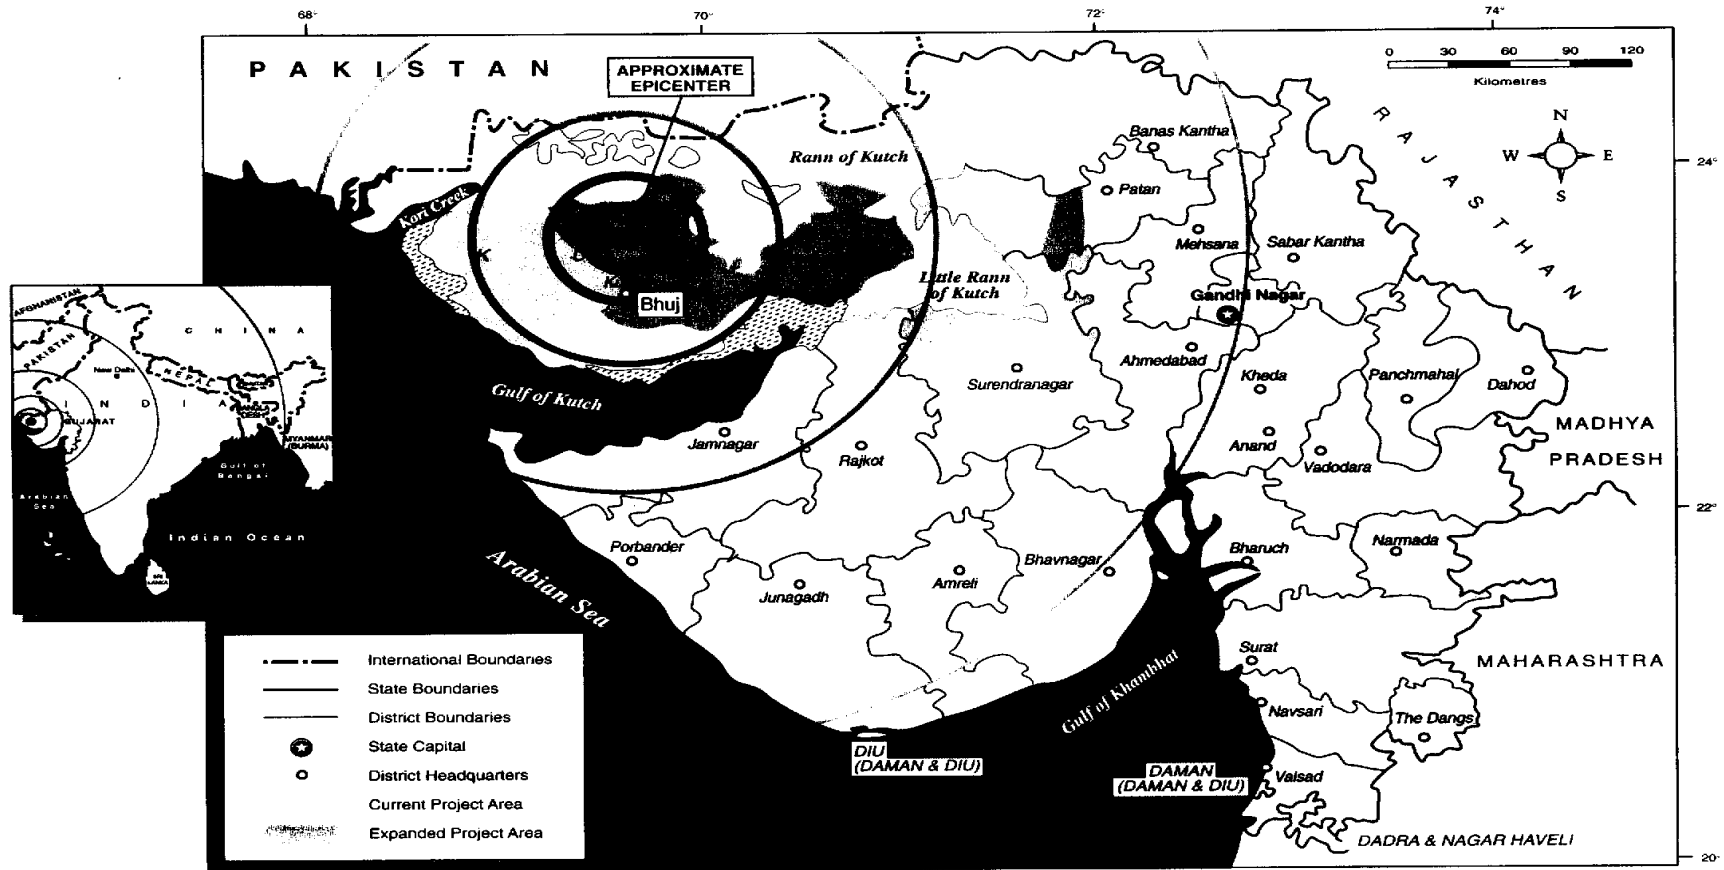 68°
70°
72°
74°
PAKISTAN
APPROXIMATE
EPICENTER
0 30 60 90 120
Kilometres
N
W E
S
RAJASTHAN
24°
22°
20°
Banas Kantha
Rann of Kutch
Patan
Kori Creek
Mehsana
Sabar Kantha
K
Little Rann
of Kutch
Bhuj
Gandhi Nagar
Ahmedabad
Kheda
Panchmahal
Dahod
Surendranagar
Gulf of Kutch
Jamnagar
Rajkot
Anand
Vadodara
MADHYA
PRADESH
Porbander
Junagadh
Amreli
Bhavnagar
Bharuch
Narmada
Arabian Sea
Surat
MAHARASHTRA
Gulf of Khambhat
Navsari
The Dangs
DIU
(DAMAN & DIU)
DAMAN
(DAMAN & DIU)
Valsad
DADRA & NAGAR HAVELI
AFGHANISTAN
CHINA
PAKISTAN
New Delhi
NEPAL
INDIA
BANGLA
DESH
GUJARAT
MYANMAR
(BURMA)
Gulf of
Bengal
Arabian
Sea
Indian Ocean
SRI
LANKA
International Boundaries
State Boundaries
District Boundaries
State Capital
District Headquarters
Current Project Area
Expanded Project Area